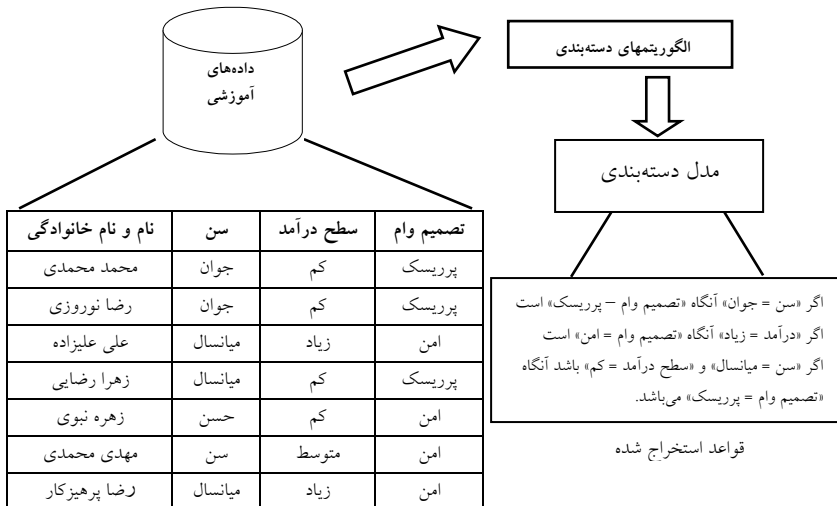 داده‌های
آموزشی
الگوریتمهای دسته‌بندی
مدل دسته‌بندی
نام و نام خانوادگی سن سطح درآمد تصمیم وام
محمد محمدی جوان کم پرریسک
رضا نوروزی جوان کم پرریسک
علی علیزاده میانسال زیاد امن
زهرا رضایی میانسال کم پرریسک
زهره نبوی حسن کم امن
مهدی محمدی سن متوسط امن
رضا پرهیزکار میانسال زیاد امن
اگر «سن = جوان» آنگاه «تصمیم وام – پرریسک» است
اگر «درآمد = زیاد» آنگاه «تصمیم وام = امن» است
اگر «سن = میانسال» و «سطح درآمد = کم» باشد آنگاه
«تصمیم وام = پرریسک» می‌باشد.
قواعد استخراج شده